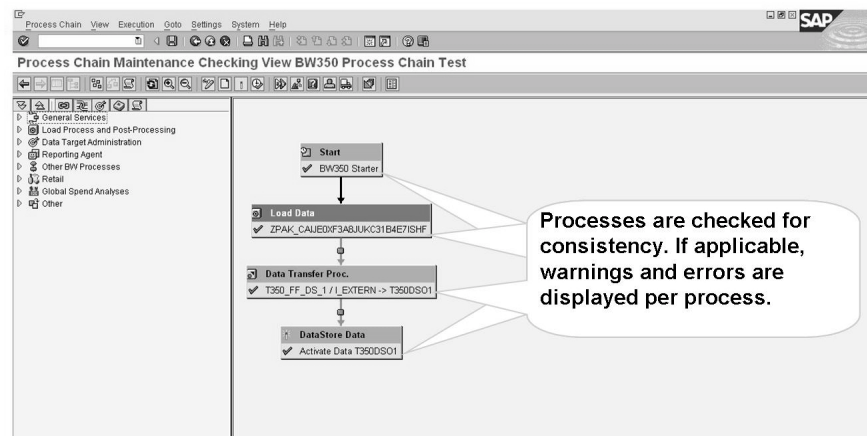 Process Chain View Execution Goto Settings System Help
SAP
Process Chain Maintenance Checking View BW350 Process Chain Test
General Services
Load Process and Post-Processing
Data Target Administration
Reporting Agent
Other BW Processes
Retail
Global Spend Analyses
Other
Start
BW350 Starter
Load Data
ZPAK_CAIJE0XF3A8JUKC31B4E7ISHF
Data Transfer Proc.
T350_FF_DS_1 / I_EXTERN -> T350DSO1
DataStore Data
Activate Data T350DSO1
Processes are checked for
consistency. If applicable,
warnings and errors are
displayed per process.